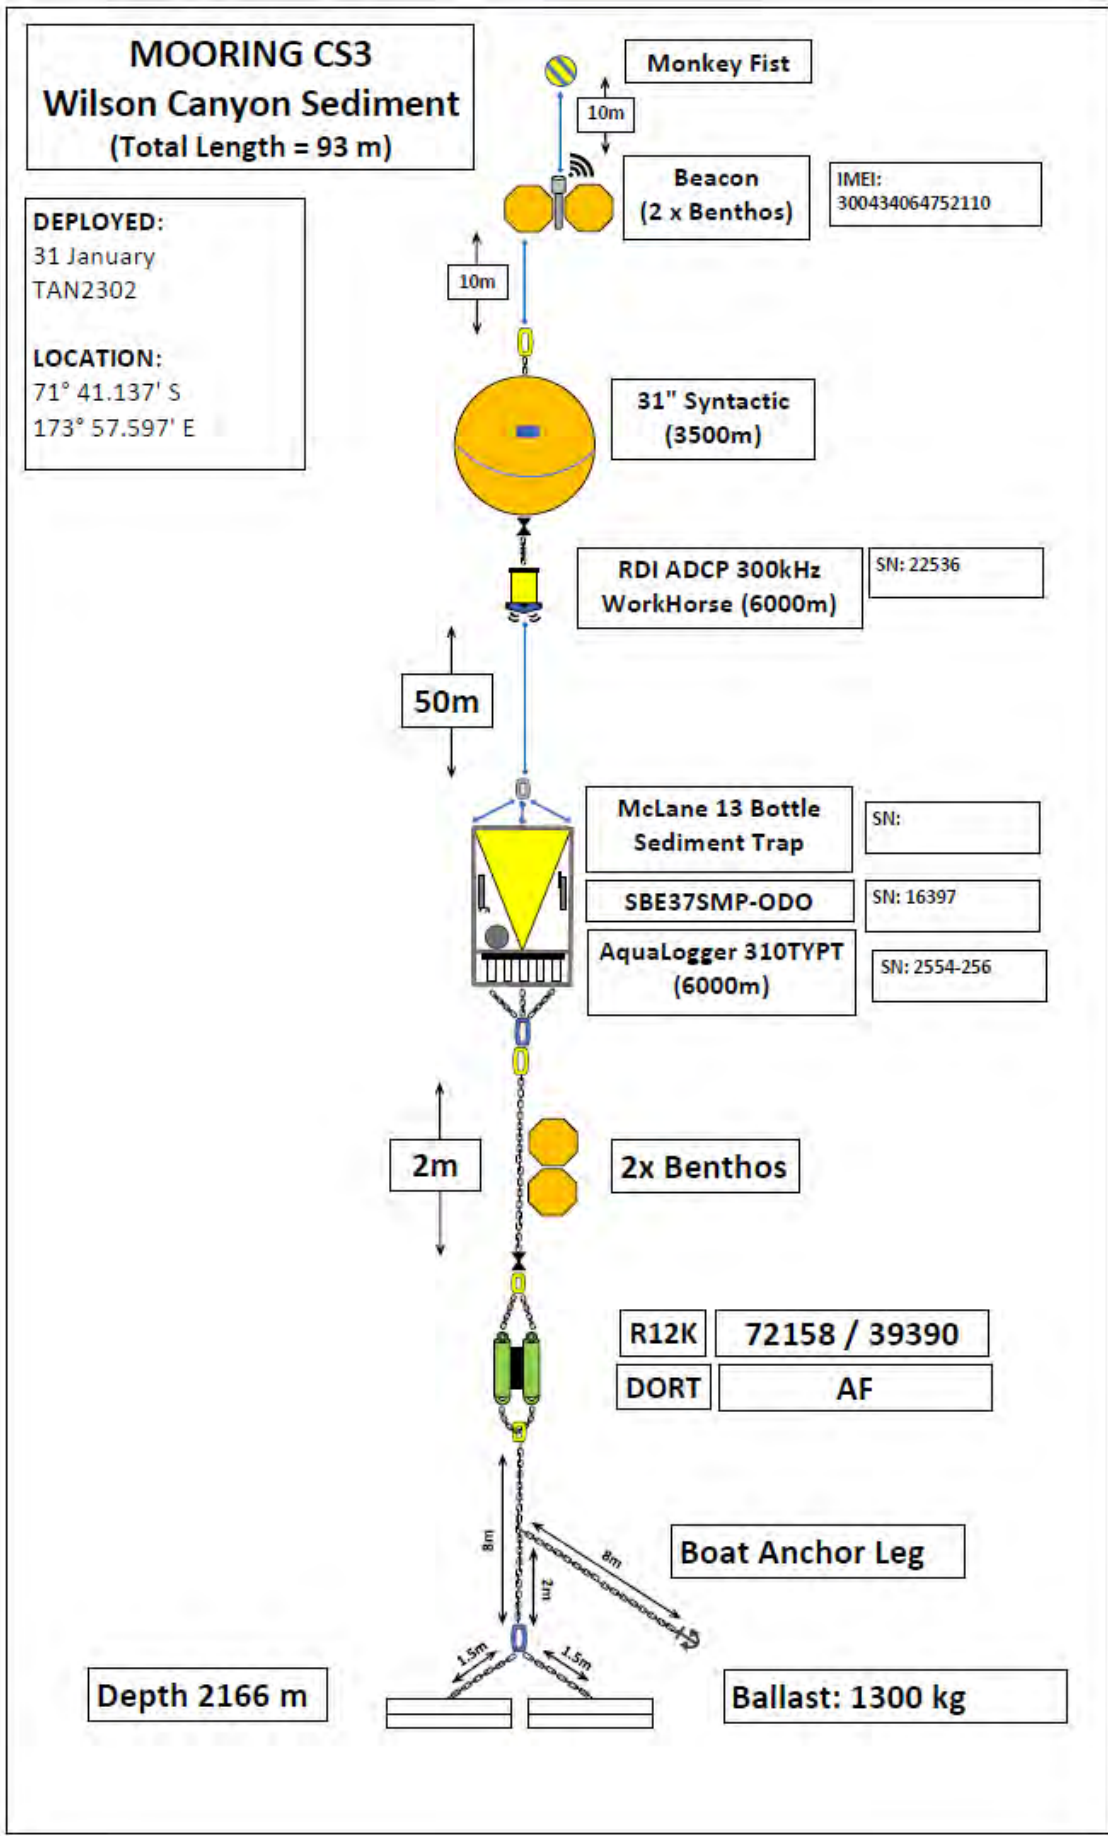 MOORING CS3
Wilson Canyon Sediment
(Total Length = 93 m)
DEPLOYED:
31 January
TAN2302
LOCATION:
71° 41.137' S
173° 57.597' E
Monkey Fist
10m
Beacon
(2 x Benthos)
IMEI:
300434064752110
10m
31" Syntactic
(3500m)
RDI ADCP 300kHz
WorkHorse (6000m)
SN: 22536
50m
McLane 13 Bottle
Sediment Trap
SN:
SBE37SMP-ODO
SN: 16397
AquaLogger 310TYPT
(6000m)
SN: 2554-256
2m
2x Benthos
R12K
72158 / 39390
DORT
AF
8m
8m
2m
Boat Anchor Leg
1.5m
1.5m
Depth 2166 m
Ballast: 1300 kg